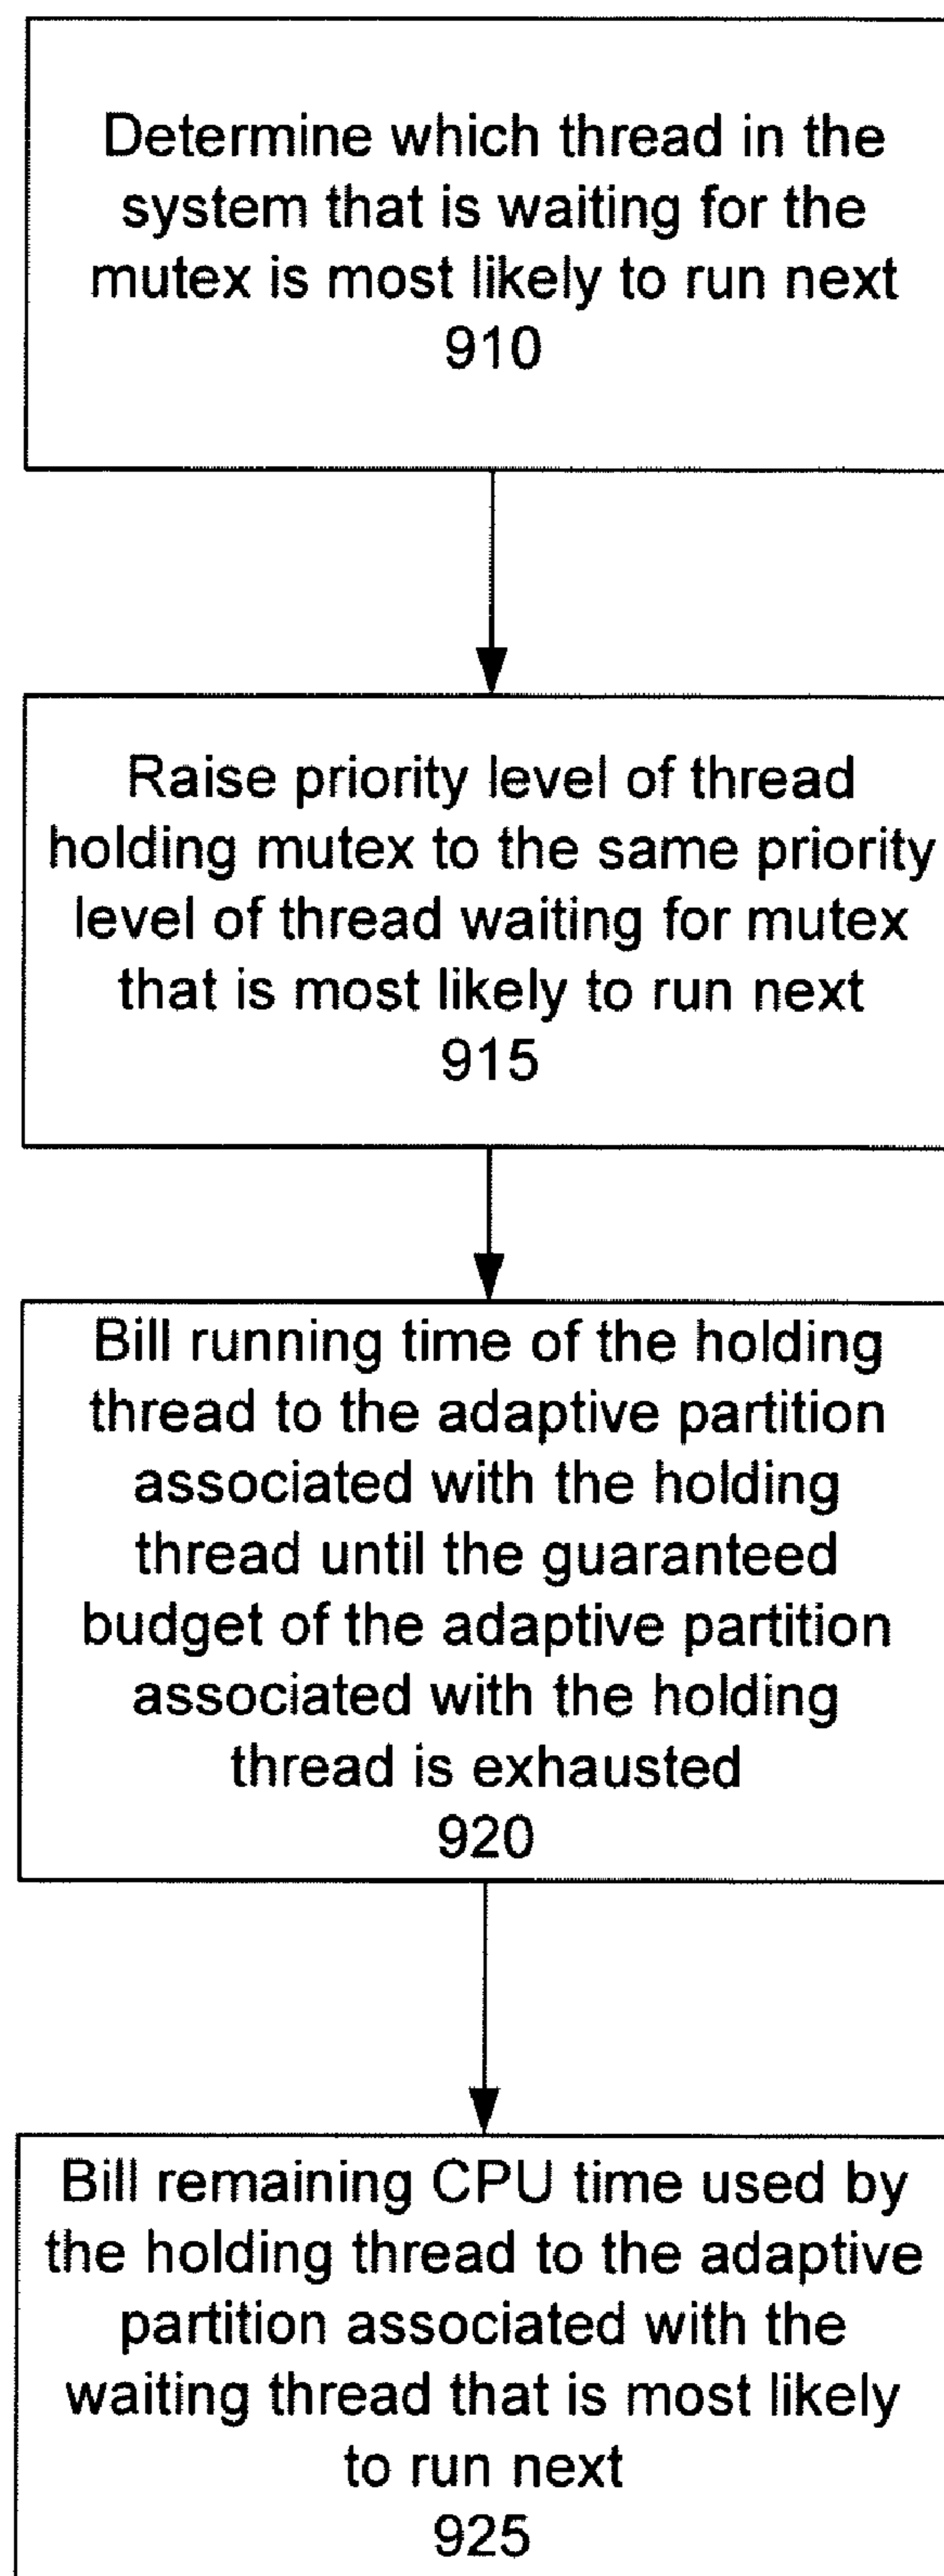 Determine which thread in the
system that is waiting for the
mutex is most likely to run next
910
Raise priority level of thread
holding mutex to the same priority
level of thread waiting for mutex
that is most likely to run next
915
Bill running time of the holding
thread to the adaptive partition
associated with the holding
thread until the guaranteed
budget of the adaptive partition
associated with the holding
thread is exhausted
920
Bill remaining CPU time used by
the holding thread to the adaptive
partition associated with the
waiting thread that is most likely
to run next
925